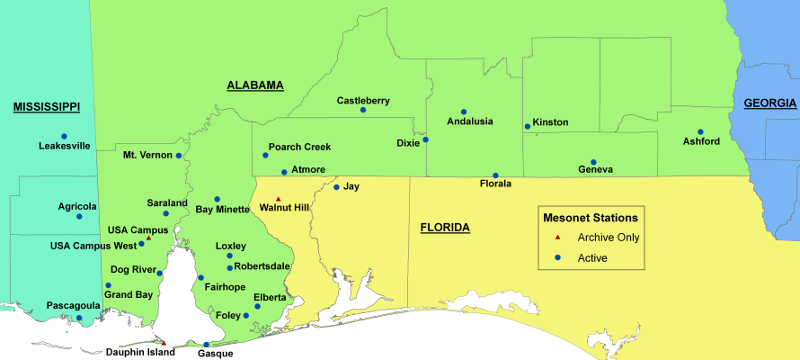 ALABAMA
MISSISSIPPI
GEORGIA
Castleberry
Andalusia
Kinston
Leakesville
Dixie
Ashford
Mt. Vernon
Poarch Creek
Atmore
Geneva
Florala
Jay
Agricola
Saraland
Bay Minette
Walnut Hill
FLORIDA
Mesonet Stations
Archive Only
Active
USA Campus
USA Campus West
Loxley
Robertsdale
Dog River
Fairhope
Grand Bay
Elberta
Pascagoula
Foley
Dauphin Island
Gasque